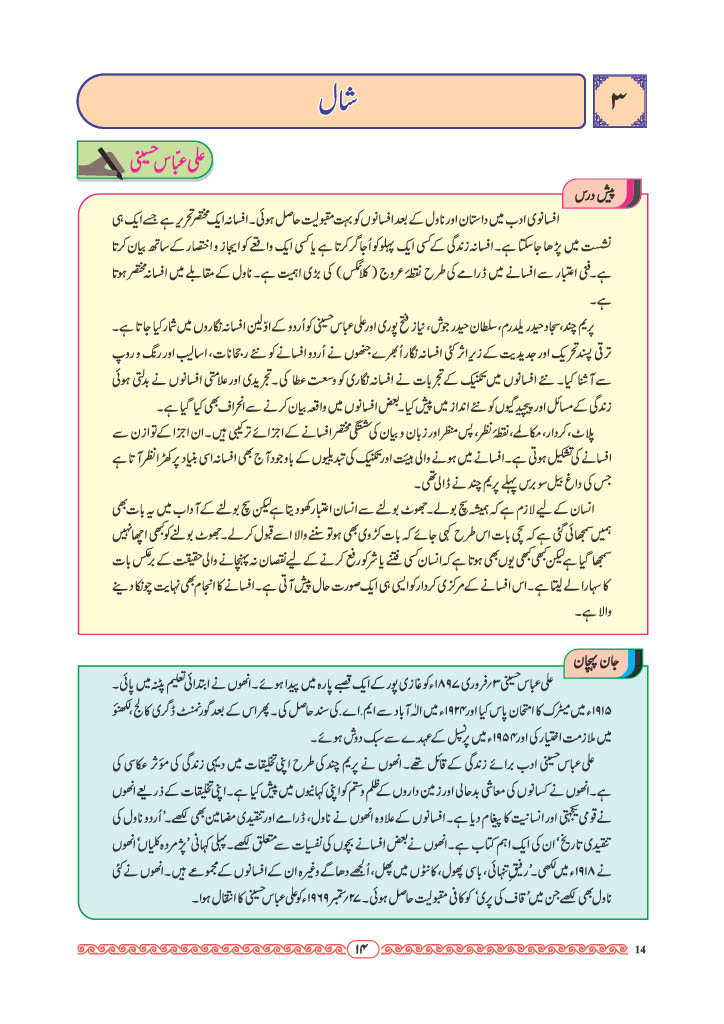 ۳
شال
علی عبّاس حسینی
پیش درس
افسانوی ادب میں داستان اور ناول کے بعد افسانوں کو بہت مقبولیت حاصل ہوئی۔ افسانہ ایک مختصر تحریر ہے جسے ایک ہی
نشست میں پڑھا جاسکتا ہے۔ افسانہ زندگی کے کسی ایک پہلو کو اُجاگر کرتا ہے یا کسی ایک واقعے کو ایجاز و اختصار کے ساتھ بیان کرتا
ہے۔ فنی اعتبار سے افسانے میں ڈرامے کی طرح نقطۂ عروج (کلائمکس) کی بڑی اہمیت ہے۔ ناول کے مقابلے میں افسانہ مختصر ہوتا
ہے۔
پریم چند، سجاد حیدر یلدرم، سلطان حیدر جوش، نیاز فتح پوری اور علی عباس حسینی کو اُردو کے اوّلین افسانہ نگاروں میں شمار کیا جاتا ہے۔
ترقی پسند تحریک اور جدیدیت کے زیرِ اثر کئی افسانہ نگار اُبھرے جنھوں نے اُردو افسانے کو نئے رجحانات، اسالیب اور رنگ و روپ
سے آشنا کیا۔ نئے افسانوں میں تکنیک کے تجربات نے افسانہ نگاری کو وسعت عطا کی۔ تجریدی اور علامتی افسانوں نے بدلتی ہوئی
زندگی کے مسائل اور پیچیدگیوں کو نئے انداز میں پیش کیا۔ بعض افسانوں میں واقعہ بیان کرنے سے انحراف بھی کیا گیا ہے۔
پلاٹ، کردار، مکالمے، نقطۂ نظر، پس منظر اور زبان و بیان کی شگفتگی مختصر افسانے کے اجزائے ترکیبی ہیں۔ ان اجزا کے توازن سے
افسانے کی تشکیل ہوتی ہے۔ افسانے میں ہونے والی ہیئت اور تکنیک کی تبدیلیوں کے باوجود آج بھی افسانہ اسی بنیاد پر کھڑا نظر آتا ہے
جس کی داغ بیل سو برس پہلے پریم چند نے ڈالی تھی۔
انسان کے لیے لازم ہے کہ ہمیشہ سچ بولے۔ جھوٹ بولنے سے انسان اعتبار کھو دیتا ہے لیکن سچ بولنے کے آداب میں یہ بات بھی
ہمیں سمجھائی گئی ہے کہ سچی بات اس طرح کہی جائے کہ بات کڑوی بھی ہو تو سننے والا اسے قبول کرلے۔ جھوٹ بولنے کو کبھی اچھا نہیں
سمجھا گیا ہے لیکن کبھی کبھی یوں بھی ہوتا ہے کہ انسان کسی فتنے یا شر کو رفع کرنے کے لیے نقصان نہ پہنچانے والی حقیقت کے برعکس بات
کا سہارا لے لیتا ہے۔ اس افسانے کے مرکزی کردار کو ایسی ہی ایک صورتِ حال پیش آتی ہے۔ افسانے کا انجام بھی نہایت چونکا دینے
والا ہے۔
جان پہچان
علی عباس حسینی ۳؍ فروری ۱۸۹۷ء کو غازی پور کے ایک قصبے پارہ میں پیدا ہوئے۔ انھوں نے ابتدائی تعلیم پٹنہ میں پائی۔
۱۹۱۵ء میں میٹرک کا امتحان پاس کیا اور ۱۹۲۴ء میں الٰہ آباد سے ایم۔اے۔ کی سند حاصل کی۔ پھر اس کے بعد گورنمنٹ ڈگری کالج، لکھنؤ
میں ملازمت اختیار کی اور ۱۹۵۴ء میں پرنسپل کے عہدے سے سبک دوش ہوئے۔
علی عباس حسینی ادب برائے زندگی کے قائل تھے۔ انھوں نے پریم چند کی طرح اپنی تخلیقات میں دیہی زندگی کی مؤثر عکاسی کی
ہے۔ انھوں نے کسانوں کی معاشی بدحالی اور زمین داروں کے ظلم و ستم کو اپنی کہانیوں میں پیش کیا ہے۔ اپنی تخلیقات کے ذریعے انھوں
نے قومی یکجہتی اور انسانیت کا پیغام دیا ہے۔ افسانوں کے علاوہ انھوں نے ناول، ڈرامے اور تنقیدی مضامین بھی لکھے۔ 'اُردو ناول کی
تنقیدی تاریخ' ان کی ایک اہم کتاب ہے۔ انھوں نے بعض افسانے بچوں کی نفسیات سے متعلق لکھے۔ پہلی کہانی 'پژمردہ کلیاں' انھوں
نے ۱۹۱۸ء میں لکھی۔ 'رفیقِ تنہائی، باسی پھول، کانٹوں میں پھل، اُلجھے دھاگے وغیرہ ان کے افسانوں کے مجموعے ہیں۔ انھوں نے کئی
ناول بھی لکھے جن میں 'قاف کی پری' کو کافی مقبولیت حاصل ہوئی۔ ۲۷؍ ستمبر ۱۹۶۹ء کو علی عباس حسینی کا انتقال ہوا۔
۱۴
14